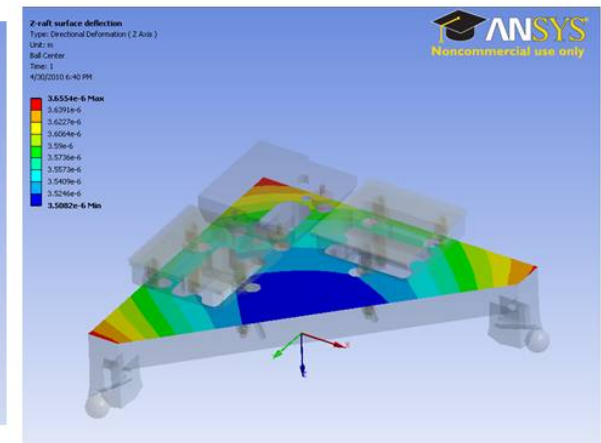 Z-raft surface deflection
Type: Directional Deformation ( Z Axis )
Unit: m
Ball Center
Time: 1
4/30/2010 6:40 PM
3.6554e-6 Max
3.6391e-6
3.6227e-6
3.6064e-6
3.59e-6
3.5736e-6
3.5573e-6
3.5409e-6
3.5246e-6
3.5082e-6 Min
ANSYS
Noncommercial use only
X